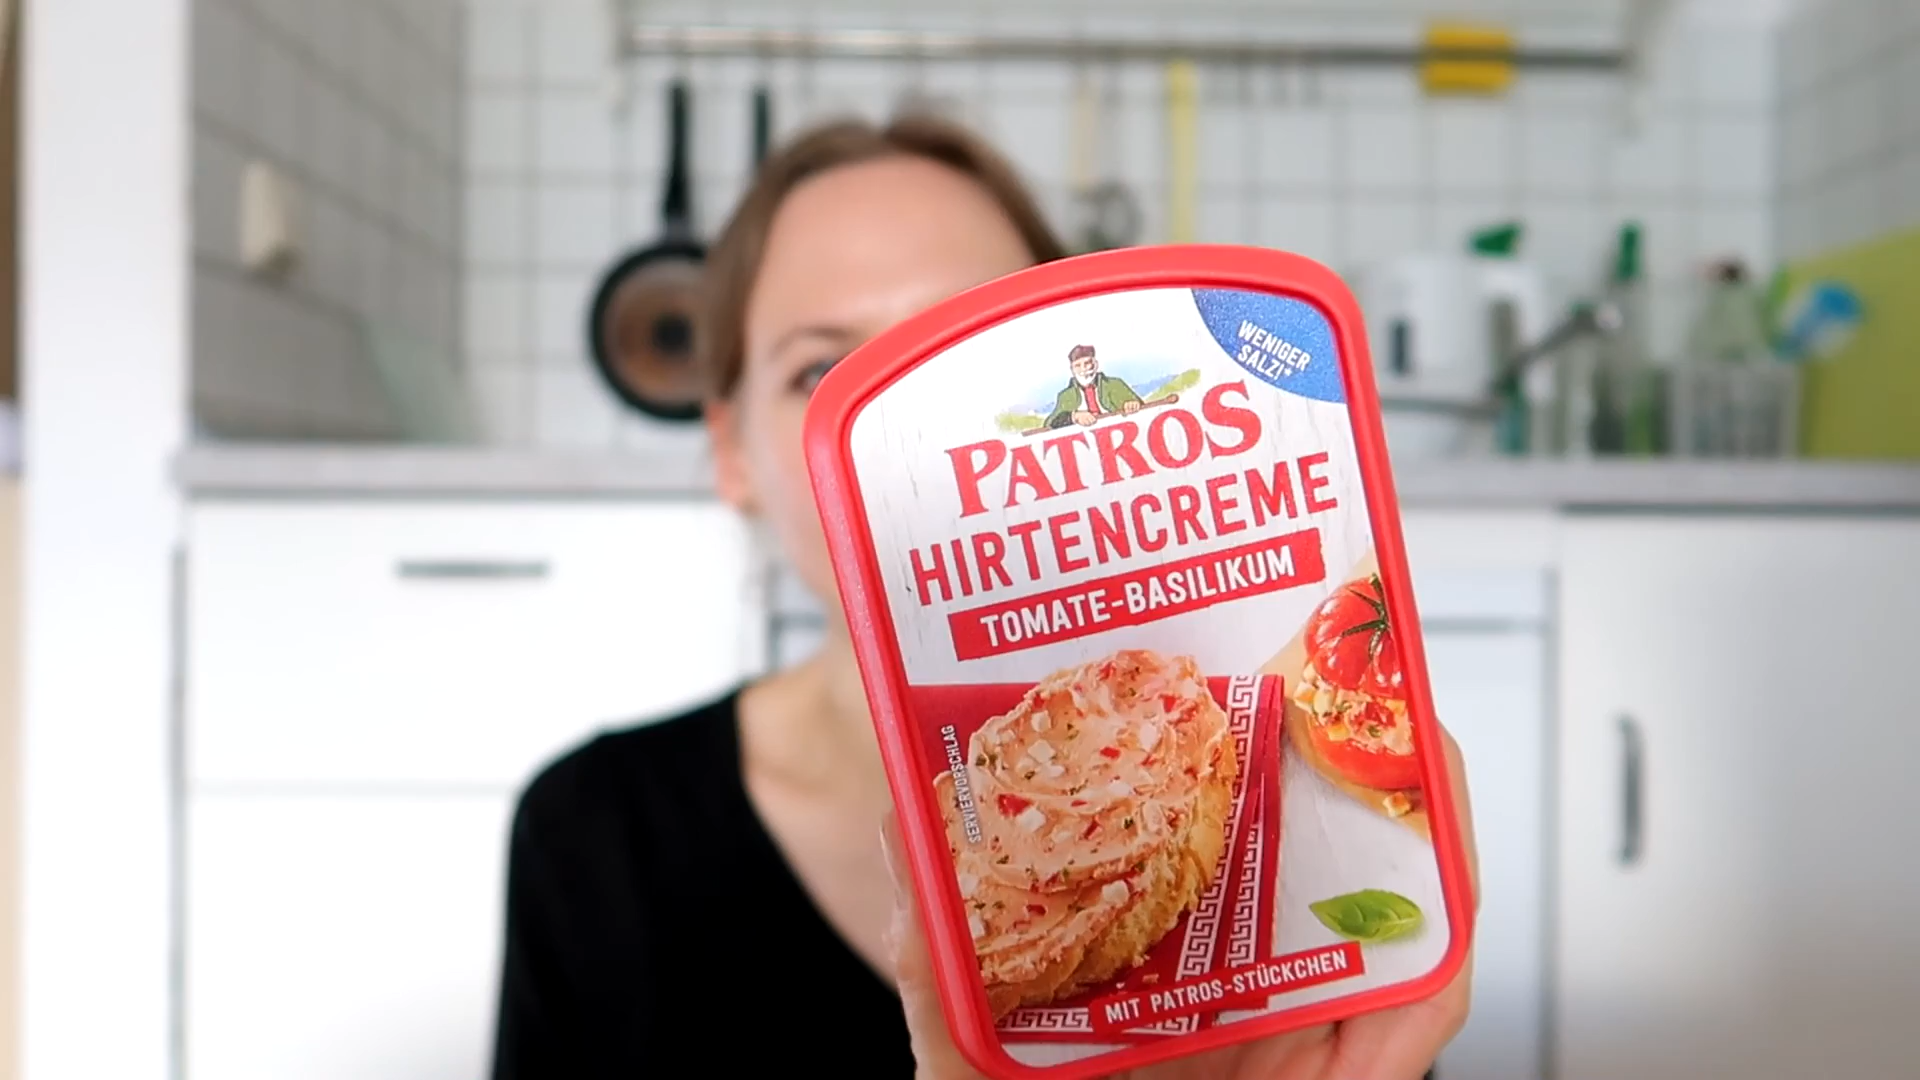 WENIGER
SALZ!*
PATROS
HIRTENCREME
TOMATE-BASILIKUM
SERVIERVORSCHLAG
MIT PATROS-STÜCKCHEN